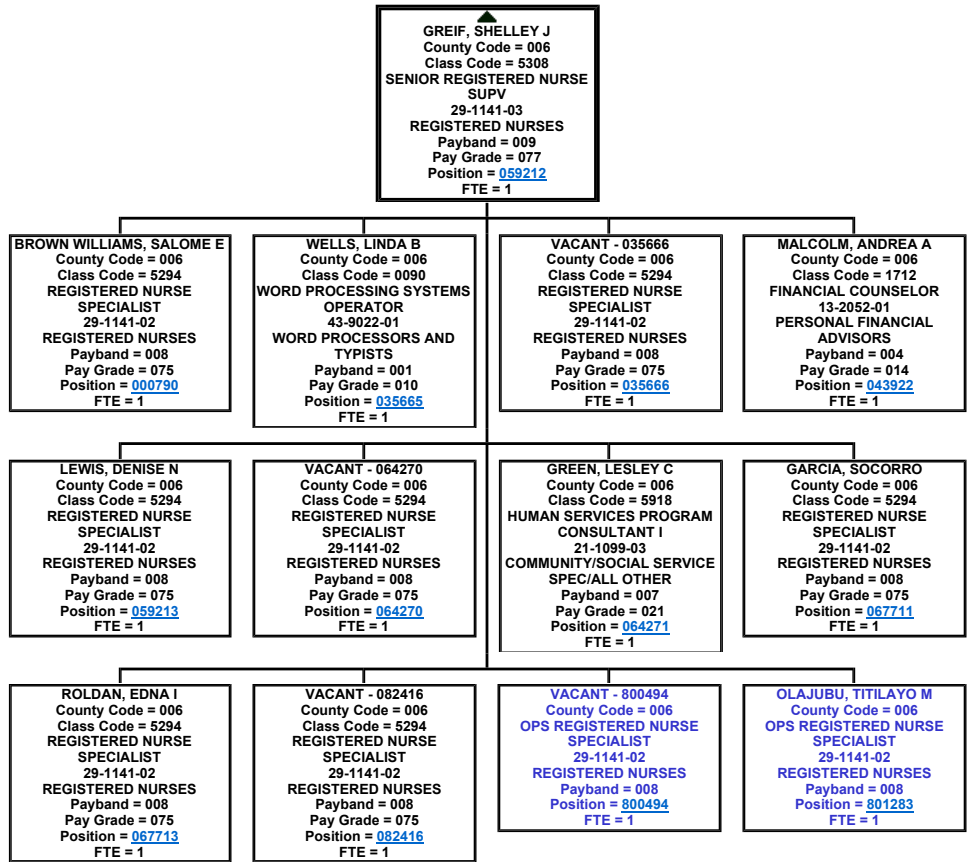 GREIF, SHELLEY J
County Code = 006
Class Code = 5308
SENIOR REGISTERED NURSE
SUPV
29-1141-03
REGISTERED NURSES
Payband = 009
Pay Grade = 077
Position = 059212
FTE = 1
BROWN WILLIAMS, SALOME E
County Code = 006
Class Code = 5294
REGISTERED NURSE
SPECIALIST
29-1141-02
REGISTERED NURSES
Payband = 008
Pay Grade = 075
Position = 000790
FTE = 1
WELLS, LINDA B
County Code = 006
Class Code = 0090
WORD PROCESSING SYSTEMS
OPERATOR
43-9022-01
WORD PROCESSORS AND
TYPISTS
Payband = 001
Pay Grade = 010
Position = 035665
FTE = 1
VACANT - 035666
County Code = 006
Class Code = 5294
REGISTERED NURSE
SPECIALIST
29-1141-02
REGISTERED NURSES
Payband = 008
Pay Grade = 075
Position = 035666
FTE = 1
MALCOLM, ANDREA A
County Code = 006
Class Code = 1712
FINANCIAL COUNSELOR
13-2052-01
PERSONAL FINANCIAL
ADVISORS
Payband = 004
Pay Grade = 014
Position = 043922
FTE = 1
LEWIS, DENISE N
County Code = 006
Class Code = 5294
REGISTERED NURSE
SPECIALIST
29-1141-02
REGISTERED NURSES
Payband = 008
Pay Grade = 075
Position = 059213
FTE = 1
VACANT - 064270
County Code = 006
Class Code = 5294
REGISTERED NURSE
SPECIALIST
29-1141-02
REGISTERED NURSES
Payband = 008
Pay Grade = 075
Position = 064270
FTE = 1
GREEN, LESLEY C
County Code = 006
Class Code = 5918
HUMAN SERVICES PROGRAM
CONSULTANT I
21-1099-03
COMMUNITY/SOCIAL SERVICE
SPEC/ALL OTHER
Payband = 007
Pay Grade = 021
Position = 064271
FTE = 1
GARCIA, SOCORRO
County Code = 006
Class Code = 5294
REGISTERED NURSE
SPECIALIST
29-1141-02
REGISTERED NURSES
Payband = 008
Pay Grade = 075
Position = 067711
FTE = 1
ROLDAN, EDNA I
County Code = 006
Class Code = 5294
REGISTERED NURSE
SPECIALIST
29-1141-02
REGISTERED NURSES
Payband = 008
Pay Grade = 075
Position = 067713
FTE = 1
VACANT - 082416
County Code = 006
Class Code = 5294
REGISTERED NURSE
SPECIALIST
29-1141-02
REGISTERED NURSES
Payband = 008
Pay Grade = 075
Position = 082416
FTE = 1
VACANT - 800494
County Code = 006
OPS REGISTERED NURSE
SPECIALIST
29-1141-02
REGISTERED NURSES
Payband = 008
Position = 800494
FTE = 1
OLAJUBU, TITILAYO M
County Code = 006
OPS REGISTERED NURSE
SPECIALIST
29-1141-02
REGISTERED NURSES
Payband = 008
Position = 801283
FTE = 1